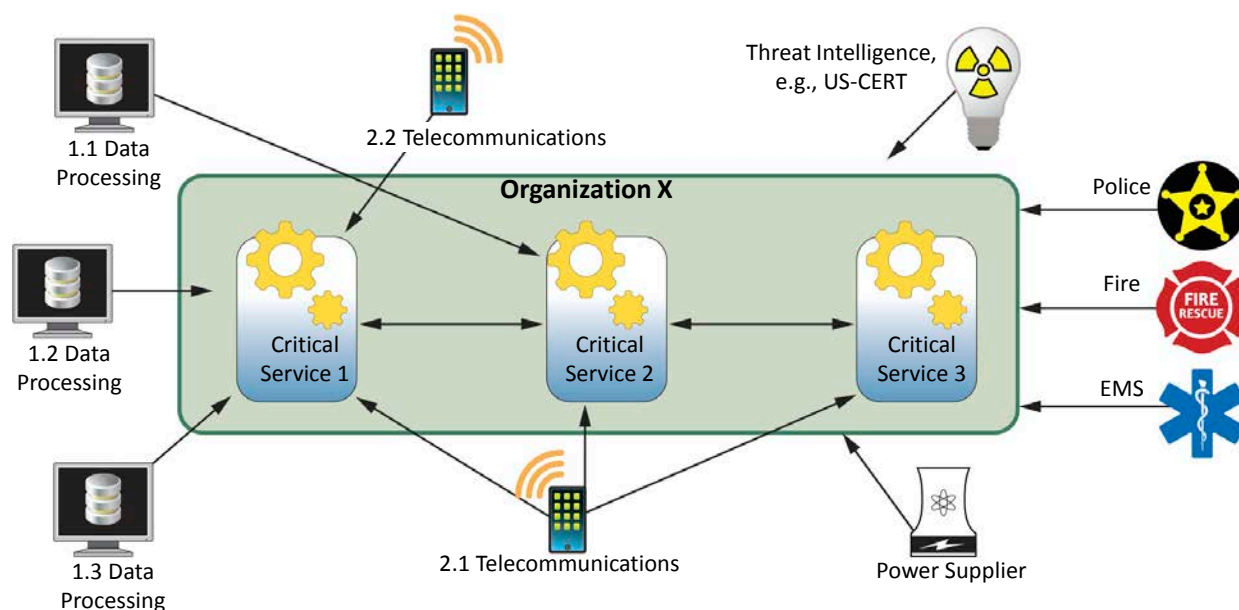 Threat Intelligence,
e.g., US-CERT
2.2 Telecommunications
1.1 Data
Processing
Organization X
Police
Fire
FIRE
RESCUE
EMS
1.2 Data
Processing
Critical
Service 1
Critical
Service 2
Critical
Service 3
1.3 Data
Processing
2.1 Telecommunications
Power Supplier